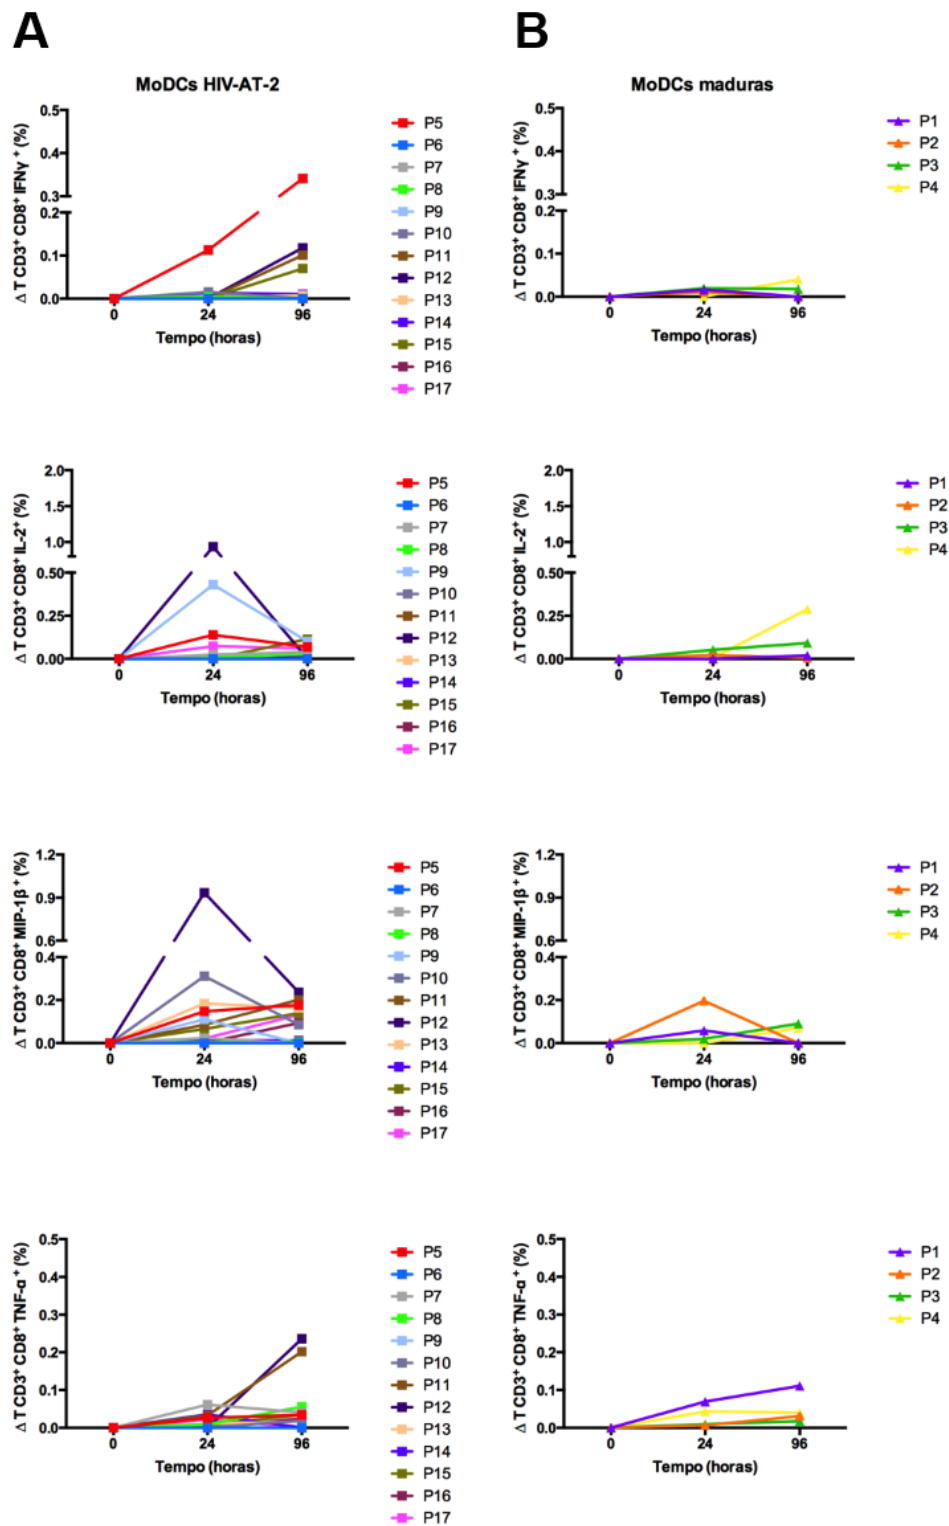 A
B
MoDCs HIV-AT-2
MoDCs maduras
Δ T CD3⁺ CD8⁺ IFNγ ⁺ (%)
0.5
0.4
0.3
0.2
0.1
0.0
0
24
96
Tempo (horas)
P5
P6
P7
P8
P9
P10
P11
P12
P13
P14
P15
P16
P17
Δ T CD3⁺ CD8⁺ IFNγ ⁺ (%)
0.5
0.4
0.3
0.2
0.1
0.0
0
24
96
Tempo (horas)
P1
P2
P3
P4
Δ T CD3⁺ CD8⁺ IL-2⁺ (%)
2.0
1.5
1.0
0.50
0.25
0.00
0
24
96
Tempo (horas)
P5
P6
P7
P8
P9
P10
P11
P12
P13
P14
P15
P16
P17
Δ T CD3⁺ CD8⁺ IL-2⁺ (%)
2.0
1.5
1.0
0.50
0.25
0.00
0
24
96
Tempo (horas)
P1
P2
P3
P4
Δ T CD3⁺ CD8⁺ MIP-1β⁺ (%)
1.2
0.9
0.6
0.4
0.2
0.0
0
24
96
Tempo (horas)
P5
P6
P7
P8
P9
P10
P11
P12
P13
P14
P15
P16
P17
Δ T CD3⁺ CD8⁺ MIP-1β⁺ (%)
1.2
0.9
0.6
0.4
0.2
0.0
0
24
96
Tempo (horas)
P1
P2
P3
P4
Δ T CD3⁺ CD8⁺ TNF-α ⁺ (%)
0.5
0.4
0.3
0.2
0.1
0.0
0
24
96
Tempo (horas)
P5
P6
P7
P8
P9
P10
P11
P12
P13
P14
P15
P16
P17
Δ T CD3⁺ CD8⁺ TNF-α ⁺ (%)
0.5
0.4
0.3
0.2
0.1
0.0
0
24
96
Tempo (horas)
P1
P2
P3
P4